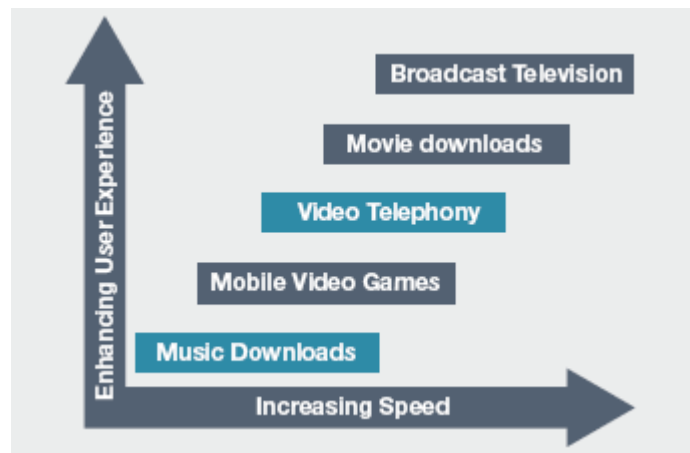 Broadcast Television
Movie downloads
Video Telephony
Mobile Video Games
Music Downloads
Enhancing User Experience
Increasing Speed